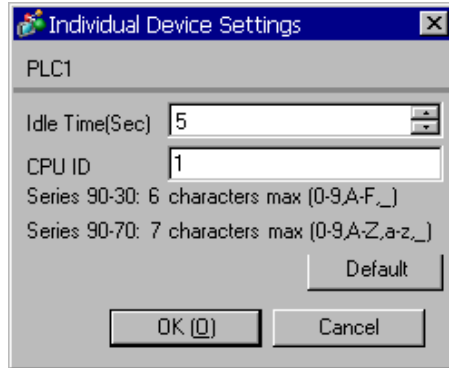 Individual Device Settings
PLC1
Idle Time(Sec) 5
CPU ID 1
Series 90-30: 6 characters max (0-9,A-F,_)
Series 90-70: 7 characters max (0-9,A-Z,a-z,_)
Default
OK (O) Cancel